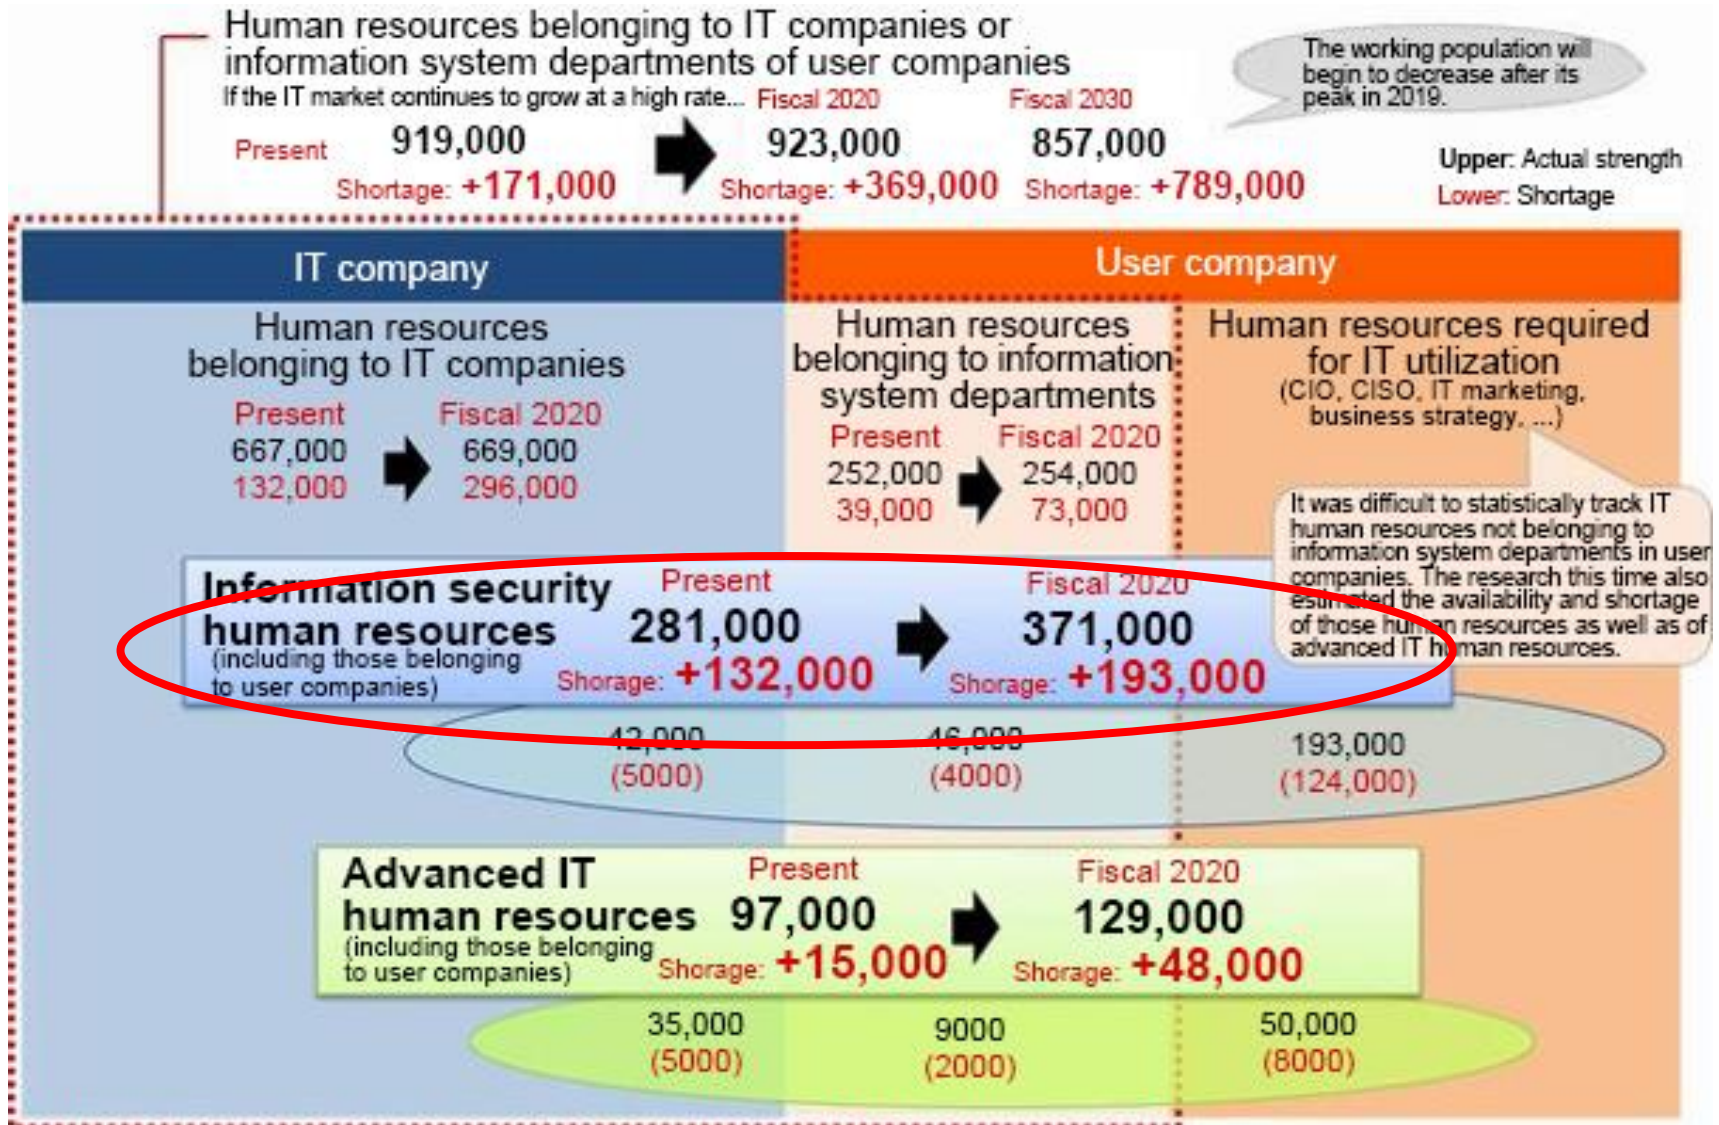 Human resources belonging to IT companies or
information system departments of user companies
If the IT market continues to grow at a high rate... Fiscal 2020 Fiscal 2030
Present 919,000 923,000 857,000
Shortage: +171,000 Shortage: +369,000 Shortage: +789,000
The working population will
begin to decrease after its
peak in 2019.
Upper: Actual strength
Lower: Shortage
IT company
User company
Human resources
belonging to IT companies
Present Fiscal 2020
667,000 669,000
132,000 296,000
Human resources
belonging to information
system departments
Present Fiscal 2020
252,000 254,000
39,000 73,000
Human resources required
for IT utilization
(CIO, CISO, IT marketing,
business strategy, ...)
It was difficult to statistically track IT
human resources not belonging to
information system departments in user
companies. The research this time also
estimated the availability and shortage
of those human resources as well as of
advanced IT human resources.
Information security
human resources
(including those belonging
to user companies)
Present Fiscal 2020
281,000 371,000
Shorage: +132,000 Shorage: +193,000
42,000 46,000 193,000
(5000) (4000) (124,000)
Advanced IT
human resources
(including those belonging
to user companies)
Present Fiscal 2020
97,000 129,000
Shorage: +15,000 Shorage: +48,000
35,000 9000 50,000
(5000) (2000) (8000)